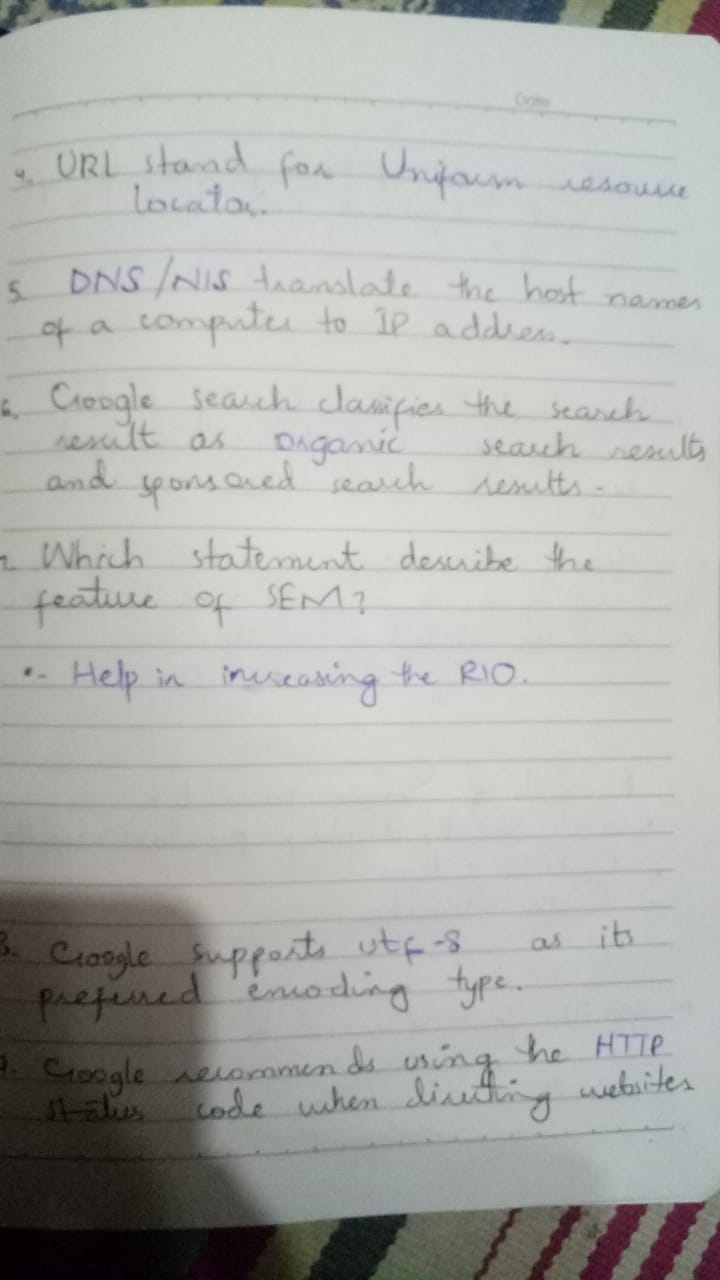 Date
4. URL stand for Uniform resource
locator.
5. DNS/NIS translate the host names
of a computer to IP address.
6. Google search classifies the search
result as organic search results
and sponsored search results.
7. Which statement describe the
feature of SEM?
•- Help in increasing the RIO.
8. Google supports utf-8 as its
preferred encoding type.
9. Google recommends using the HTTP
status code when directing websites